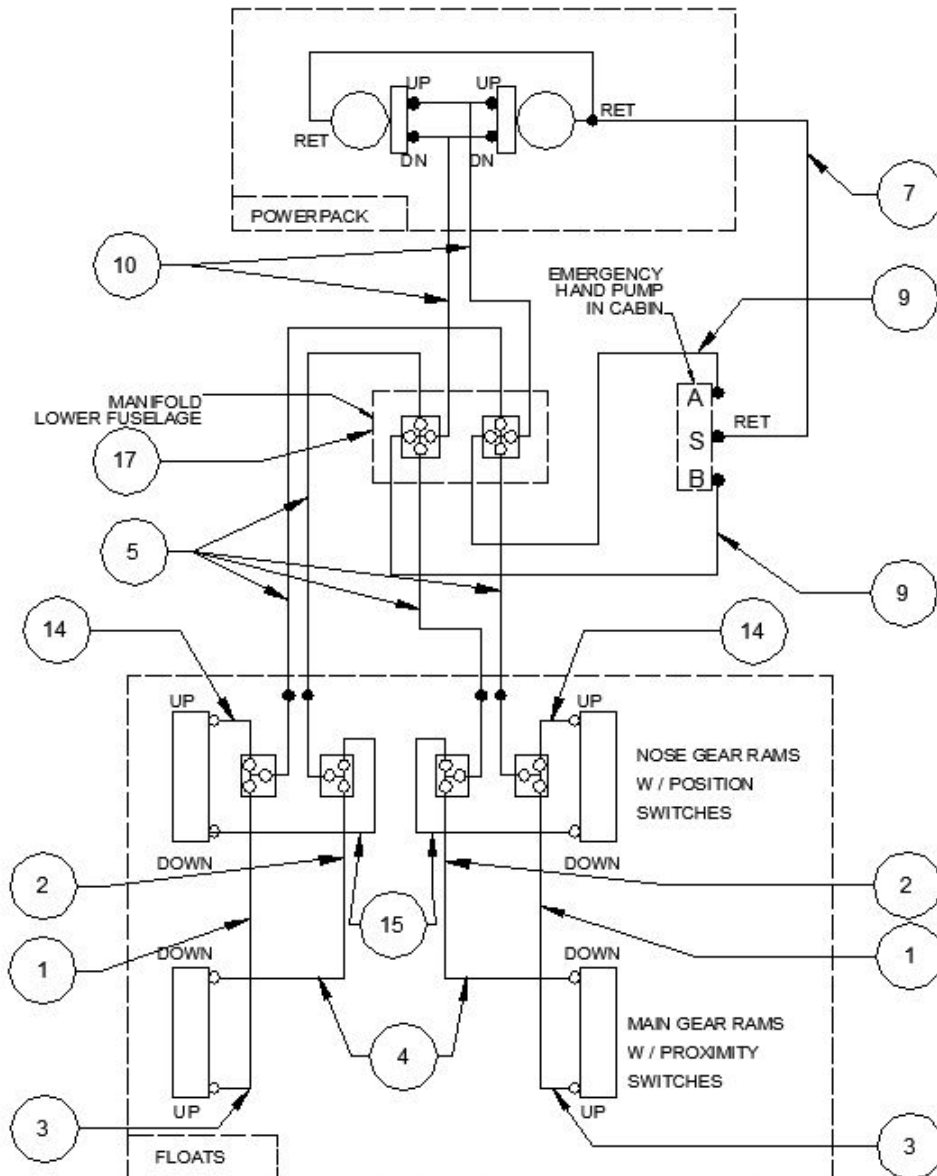 UP
UP
RET
RET
DN
DN
7
POWERPACK
10
EMERGENCY
HAND PUMP
IN CABIN
9
MANIFOLD
LOWER FUSELAGE
A
RET
S
17
B
5
9
14
14
UP
UP
NOSE GEAR RAMS
W / POSITION
SWITCHES
DOWN
DOWN
2
2
15
1
1
DOWN
DOWN
MAIN GEAR RAMS
W / PROXIMITY
SWITCHES
4
UP
UP
3
3
FLOATS